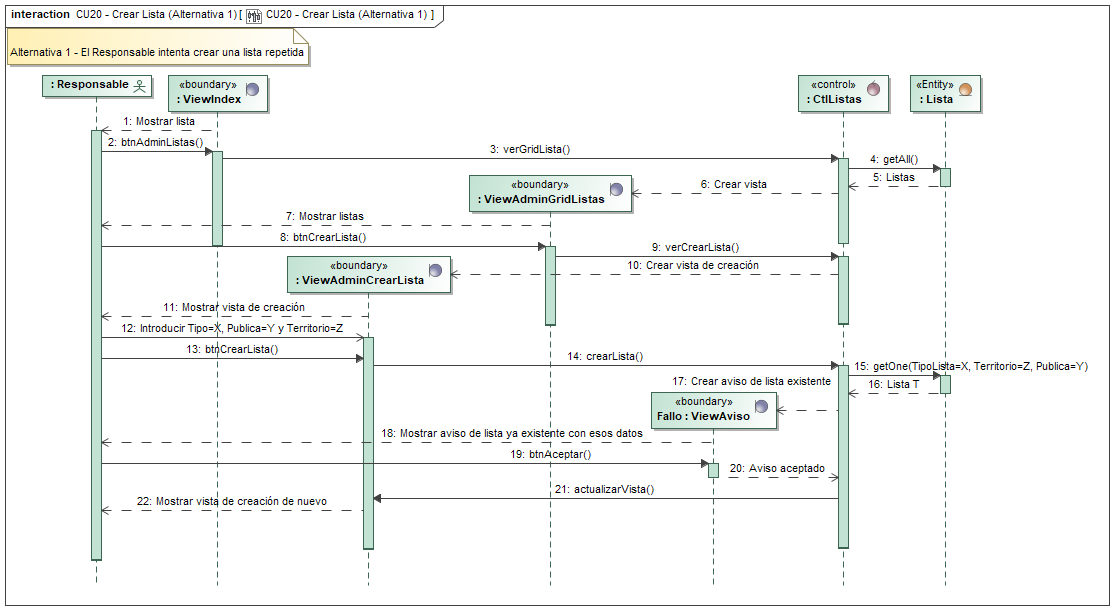 interaction CU20 - Crear Lista (Alternativa 1) [ CU20 - Crear Lista (Alternativa 1) ]
Alternativa 1 - El Responsable intenta crear una lista repetida
: Responsable
«boundary»
: ViewIndex
«control»
: CtlListas
«Entity»
: Lista
1: Mostrar lista
2: btnAdminListas()
3: verGridLista()
4: getAll()
5: Listas
6: Crear vista
«boundary»
: ViewAdminGridListas
7: Mostrar listas
8: btnCrearLista()
9: verCrearLista()
10: Crear vista de creación
«boundary»
: ViewAdminCrearLista
11: Mostrar vista de creación
12: Introducir Tipo=X, Publica=Y y Territorio=Z
13: btnCrearLista()
14: crearLista()
15: getOne(TipoLista=X, Territorio=Z, Publica=Y)
16: Lista T
17: Crear aviso de lista existente
«boundary»
Fallo : ViewAviso
18: Mostrar aviso de lista ya existente con esos datos
19: btnAceptar()
20: Aviso aceptado
21: actualizarVista()
22: Mostrar vista de creación de nuevo